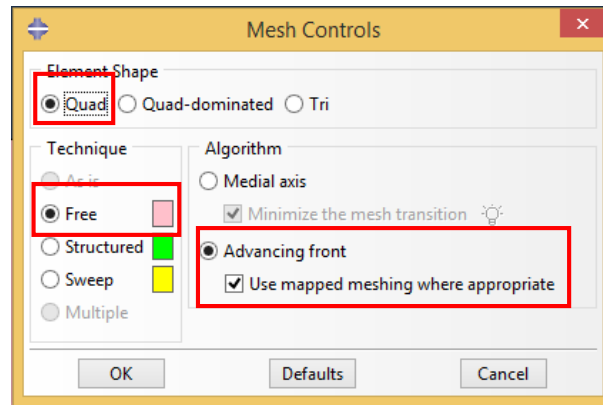 Mesh Controls
Element Shape
Quad
Quad-dominated
Tri
Technique
As is
Free
Structured
Sweep
Multiple
Algorithm
Medial axis
Minimize the mesh transition
Advancing front
Use mapped meshing where appropriate
OK
Defaults
Cancel